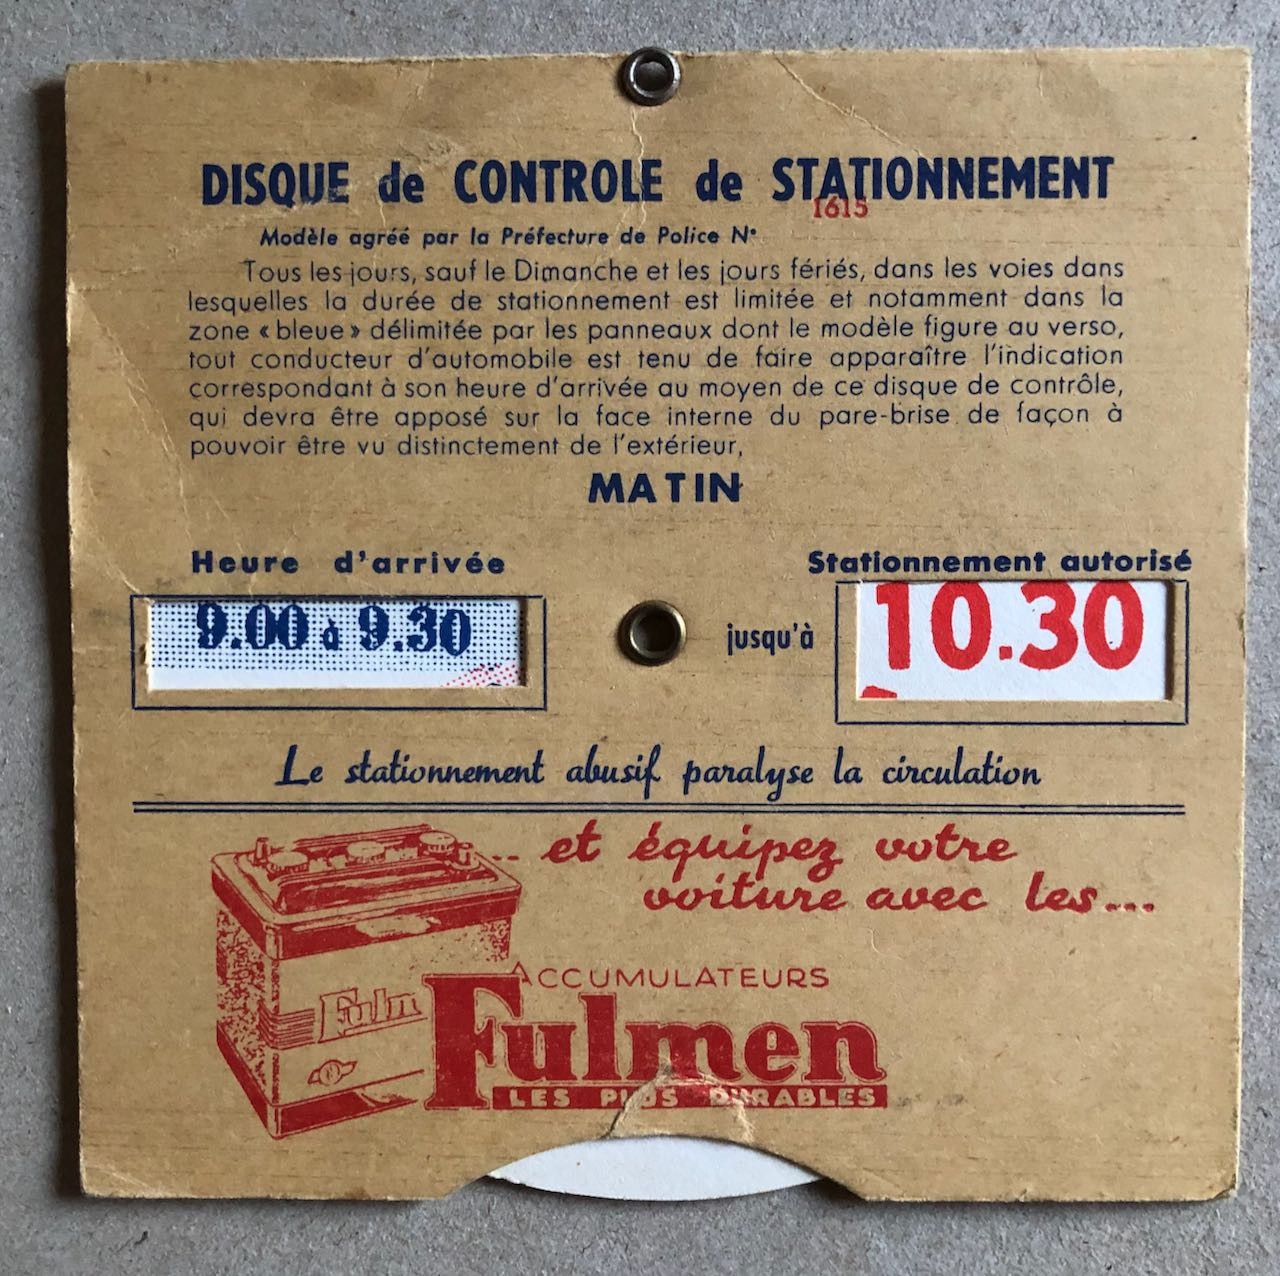 DISQUE de CONTROLE de STATIONNEMENT
1615
Modèle agréé par la Préfecture de Police N°
Tous les jours, sauf le Dimanche et les jours fériés, dans les voies dans
lesquelles la durée de stationnement est limitée et notamment dans la
zone «bleue» délimitée par les panneaux dont le modèle figure au verso,
tout conducteur d'automobile est tenu de faire apparaître l'indication
correspondant à son heure d'arrivée au moyen de ce disque de contrôle,
qui devra être apposé sur la face interne du pare-brise de façon à
pouvoir être vu distinctement de l'extérieur,
MATIN
Heure d'arrivée
Stationnement autorisé
9.00 à 9.30
jusqu'à
10.30
Le stationnement abusif paralyse la circulation
... et équipez votre
voiture avec les...
ACCUMULATEURS
Fulm
Fulmen
LES PLUS DURABLES